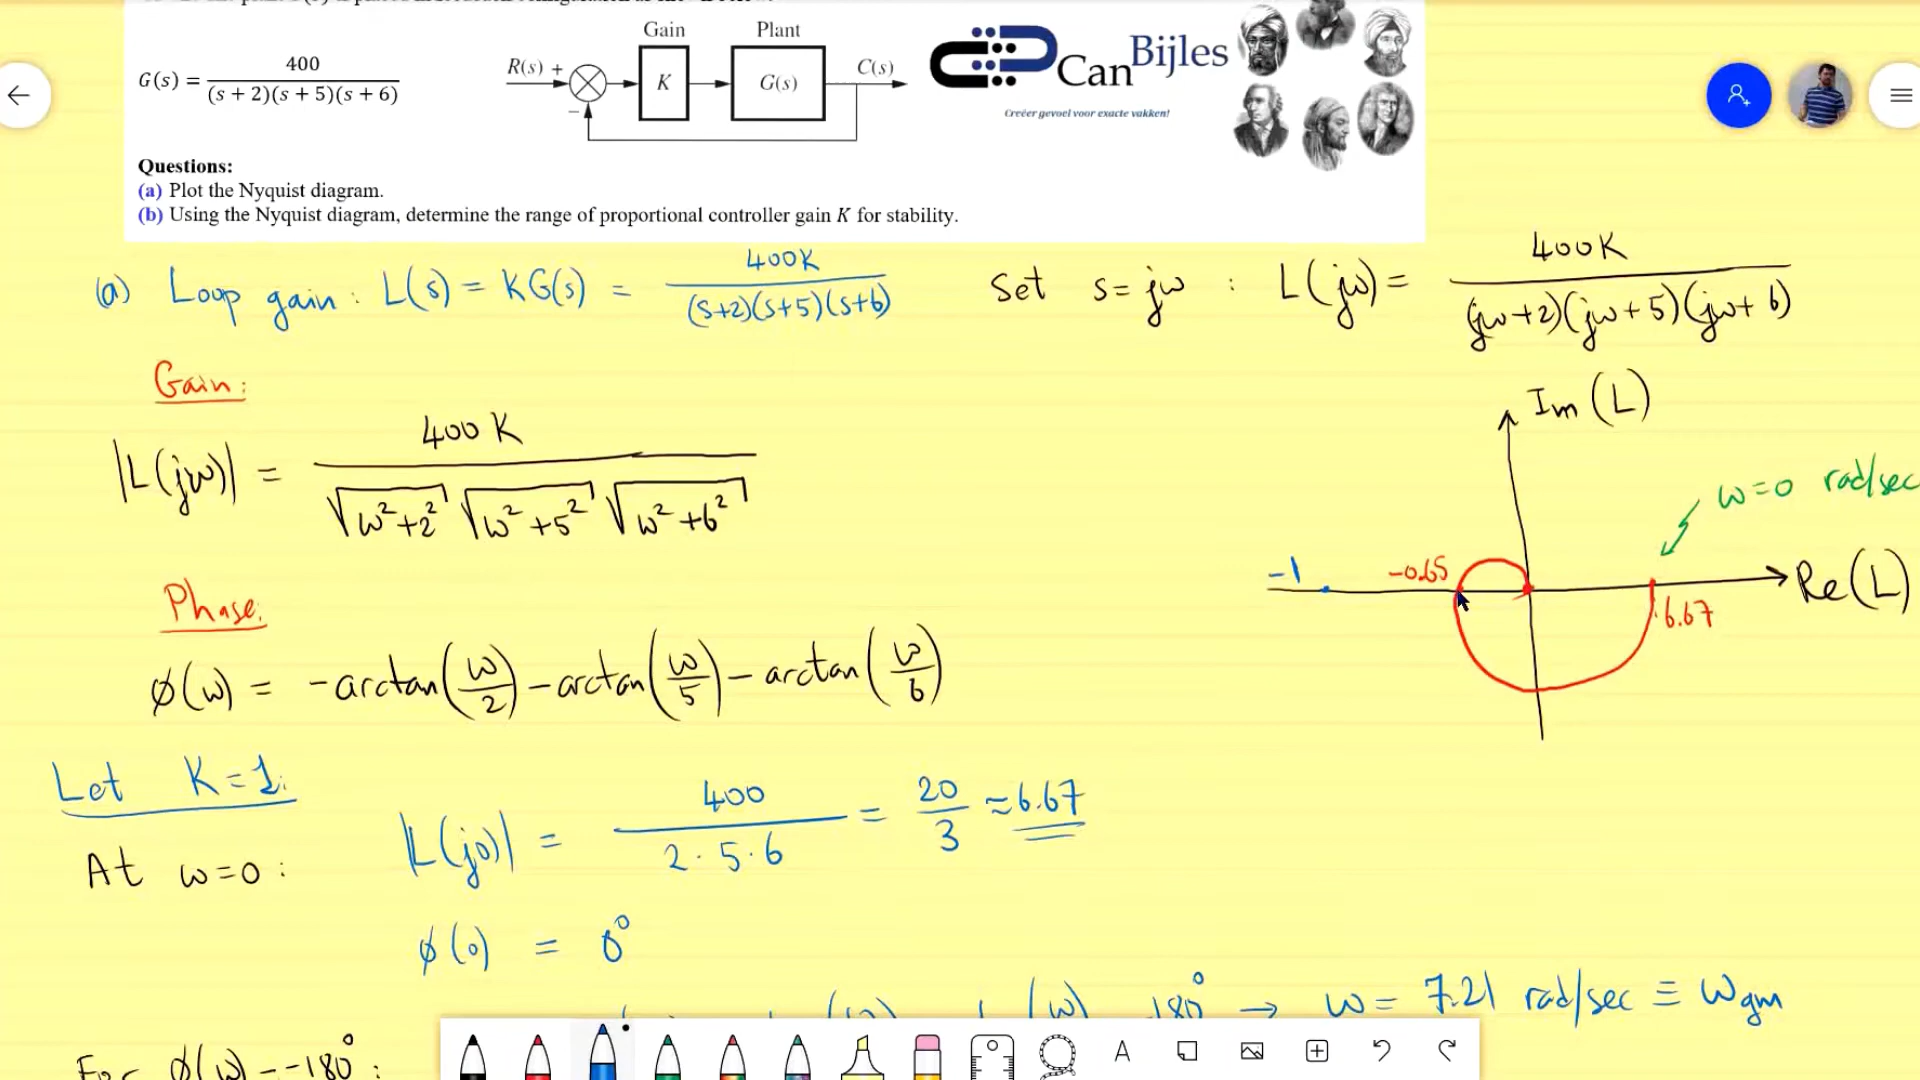 Gain Plant
G(s) = 400 / (s + 2)(s + 5)(s + 6)
R(s) + K G(s) C(s)
−
Can Bijles
Creëer gevoel voor exacte vakken!
Questions:
(a) Plot the Nyquist diagram.
(b) Using the Nyquist diagram, determine the range of proportional controller gain K for stability.
(a) Loop gain: L(s) = KG(s) = 400K / (s+2)(s+5)(s+6) Set s=jω : L(jω) = 400K / (jω+2)(jω+5)(jω+6)
Gain:
|L(jω)| = 400 K / √ω²+2² √ω²+5² √ω²+6²
Im(L)
ω=0 rad/sec
-1 -0.65 6.67 Re(L)
Phase:
φ(ω) = -arctan(ω/2) - arctan(ω/5) - arctan(ω/6)
Let K=1:
At ω=0: |L(j0)| = 400 / 2·5·6 = 20/3 ≈ 6.67
φ(0) = 0°
180° → ω = 7.21 rad/sec ≡ ωgm
For φ(ω) = -180° :
A